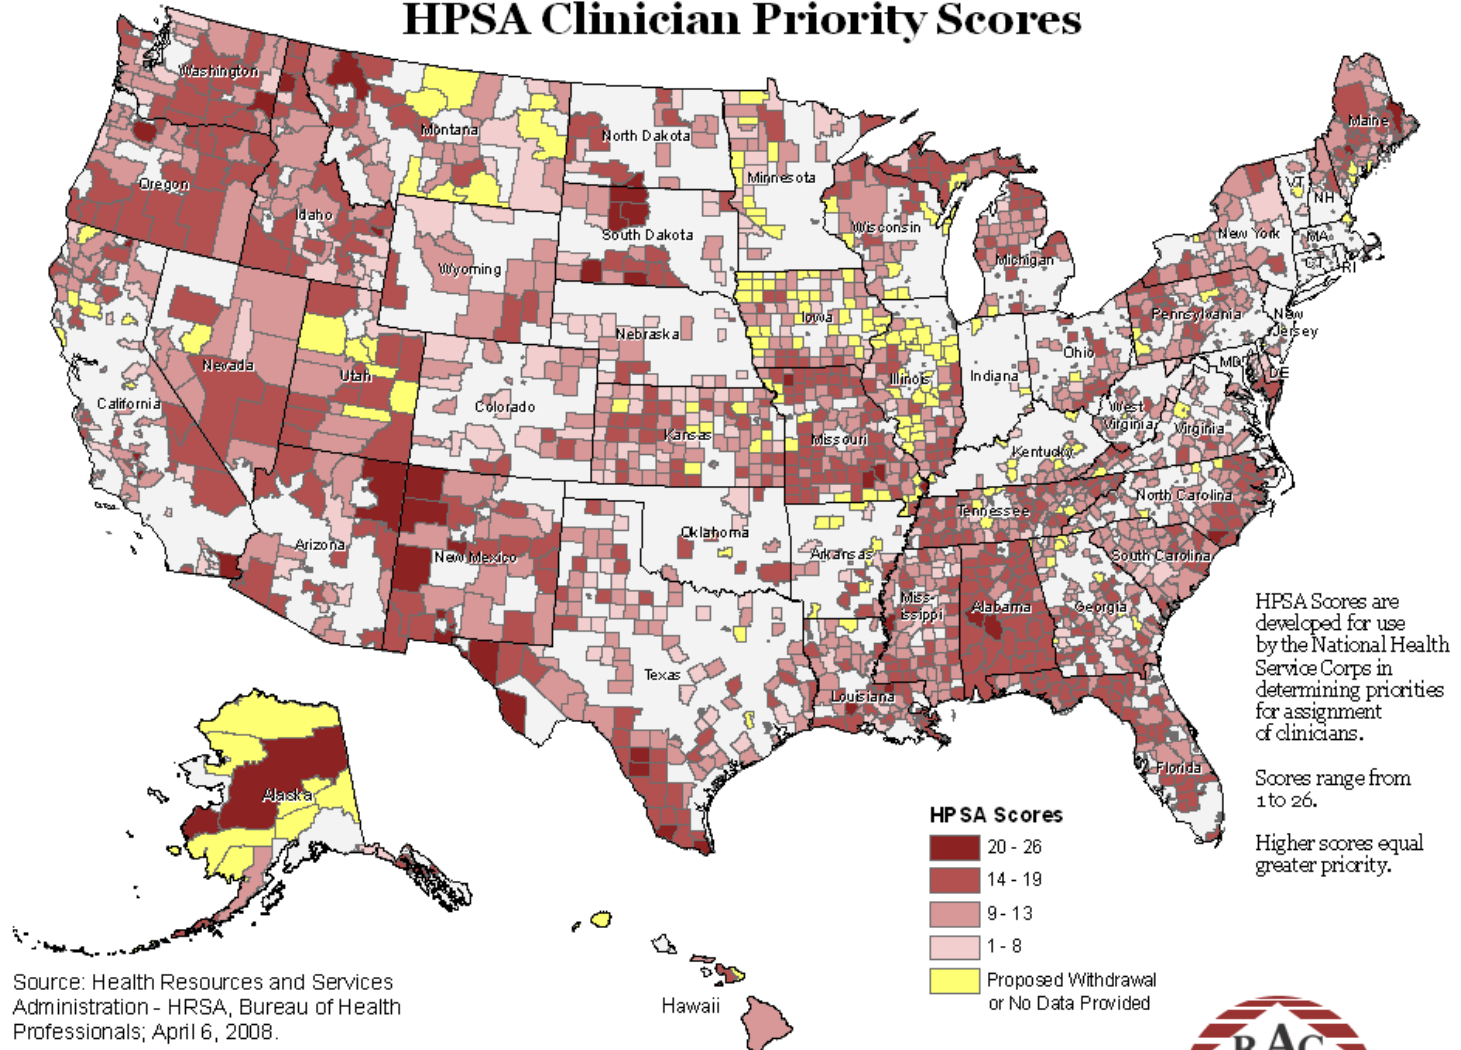 HPSA Clinician Priority Scores
Washington
Oregon
Idaho
Montana
North Dakota
South Dakota
Minnesota
Wisconsin
Michigan
Maine
VT
NH
New York
MA
CT
RI
Wyoming
Nebraska
Iowa
Illinois
Indiana
Ohio
Pennsylvania
New
Jersey
MD
DE
California
Nevada
Utah
Colorado
Kansas
Missouri
Kentucky
West
Virginia
Virginia
Arizona
New Mexico
Oklahoma
Arkansas
Tennessee
North Carolina
South Carolina
Texas
Louisiana
Miss-
issippi
Alabama
Georgia
Florida
Alaska
Hawaii
HPSA Scores are
developed for use
by the National Health
Service Corps in
determining priorities
for assignment
of clinicians.
Scores range from
1 to 26.
Higher scores equal
greater priority.
HPSA Scores
20 - 26
14 - 19
9 - 13
1 - 8
Proposed Withdrawal
or No Data Provided
Source: Health Resources and Services
Administration - HRSA, Bureau of Health
Professionals; April 6, 2008.
RAC